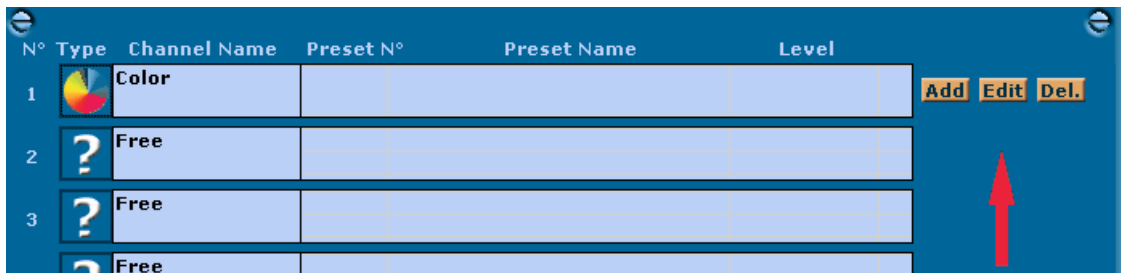 N° Type Channel Name Preset N° Preset Name Level
1 Color Add Edit Del.
2 ? Free
3 ? Free
? Free